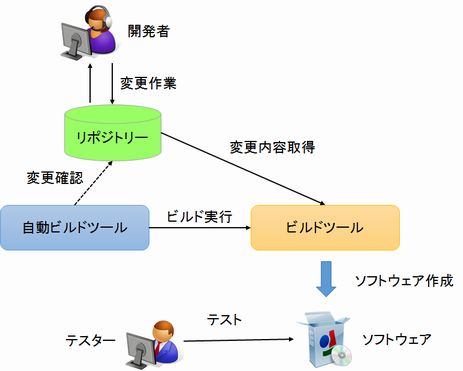 開発者
変更作業
リポジトリー
変更内容取得
変更確認
自動ビルドツール
ビルド実行
ビルドツール
ソフトウェア作成
テスト
テスター
ソフトウェア